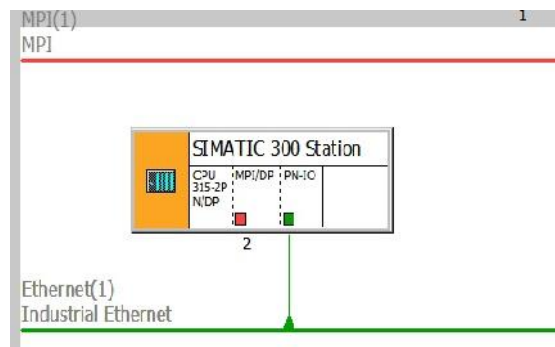 MPI(1)
1
MPI
SIMATIC 300 Station
CPU
315-2P
N/DP
MPI/DP
PN-IO
2
Ethernet(1)
Industrial Ethernet